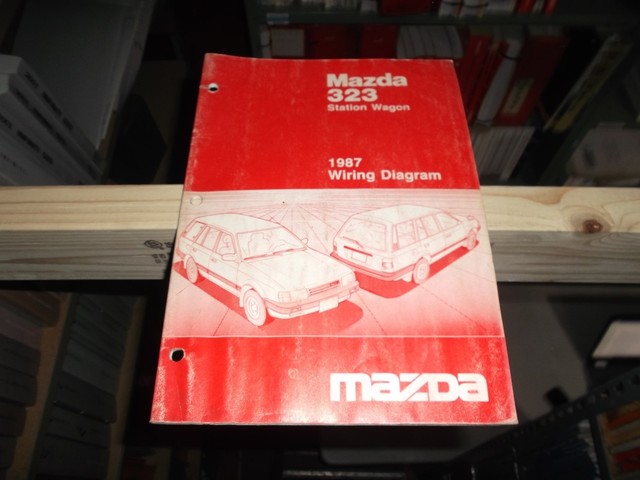 Mazda
323
Station Wagon
1987
Wiring Diagram
mazda